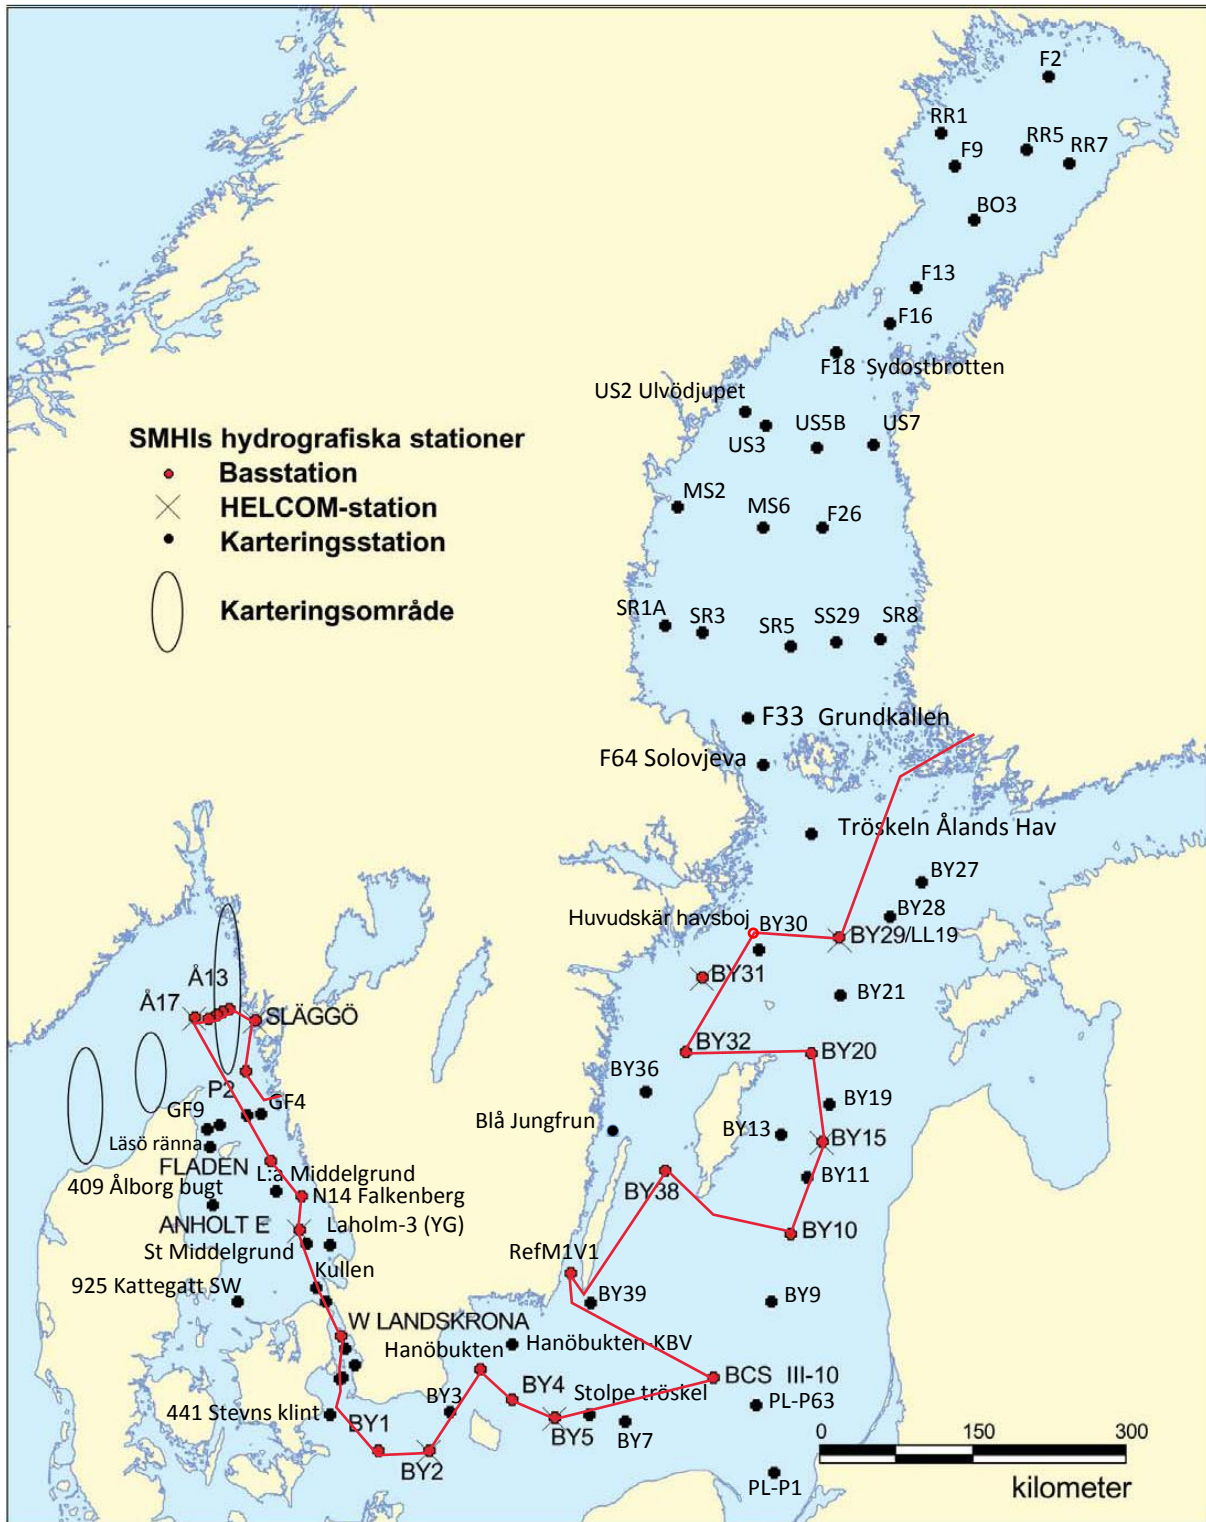 F2
RR1
RR5
RR7
F9
BO3
F13
F16
F18 Sydostbrotten
US2 Ulvödjupet
US3
US5B
US7
SMHIs hydrografiska stationer
Basstation
HELCOM-station
Karteringsstation
Karteringsområde
MS2
MS6
F26
SR1A
SR3
SR5
SS29
SR8
F33 Grundkallen
F64 Solovjeva
Tröskeln Ålands Hav
BY27
BY28
Huvudskär havsboj
BY30
BY29/LL19
BY31
BY21
Å13
Å17
SLÄGGÖ
BY32
BY20
BY36
P2
GF4
GF9
BY19
Blå Jungfrun
BY13
BY15
Läsö ränna
FLADEN
L:a Middelgrund
409 Ålborg bugt
BY38
BY11
N14 Falkenberg
ANHOLT E
Laholm-3 (YG)
BY10
St Middelgrund
RefM1V1
Kullen
925 Kattegatt SW
BY39
BY9
W LANDSKRONA
Hanöbukten
Hanöbukten-KBV
BCS III-10
BY3
BY4
Stolpe tröskel
PL-P63
441 Stevns klint
BY1
BY5
BY7
BY2
0 150 300
kilometer
PL-P1